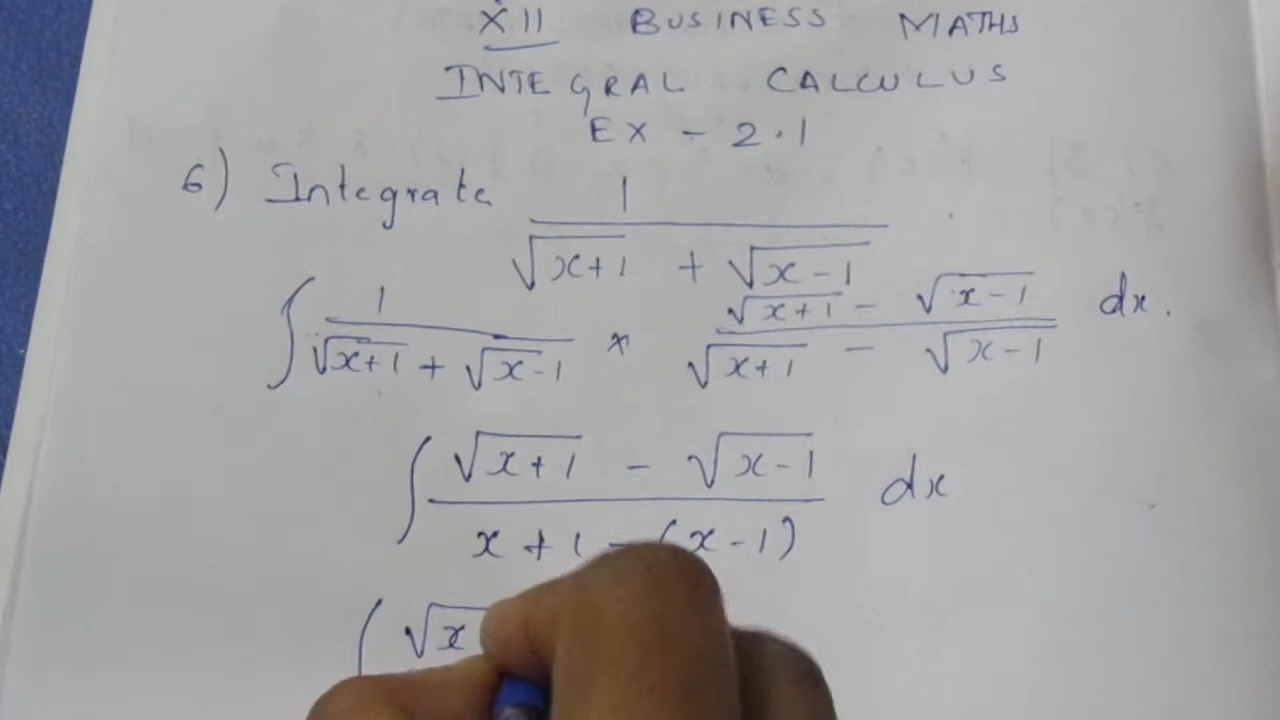 XII BUSINESS MATHS
INTEGRAL CALCULUS
EX - 2.1
6) Integrate 1 / (√(x+1) + √(x-1))
∫ 1 / (√(x+1) + √(x-1)) * (√(x+1) - √(x-1)) / (√(x+1) - √(x-1)) dx.
∫ (√(x+1) - √(x-1)) / (x+1 - (x-1)) dx
∫ √x